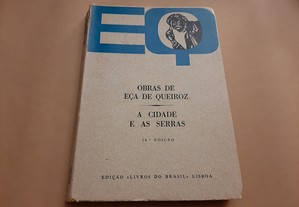 EQ
OBRAS DE
EÇA DE QUEIROZ
A CIDADE
E AS SERRAS
EDIÇÃO «LIVROS DO BRASIL» LISBOA